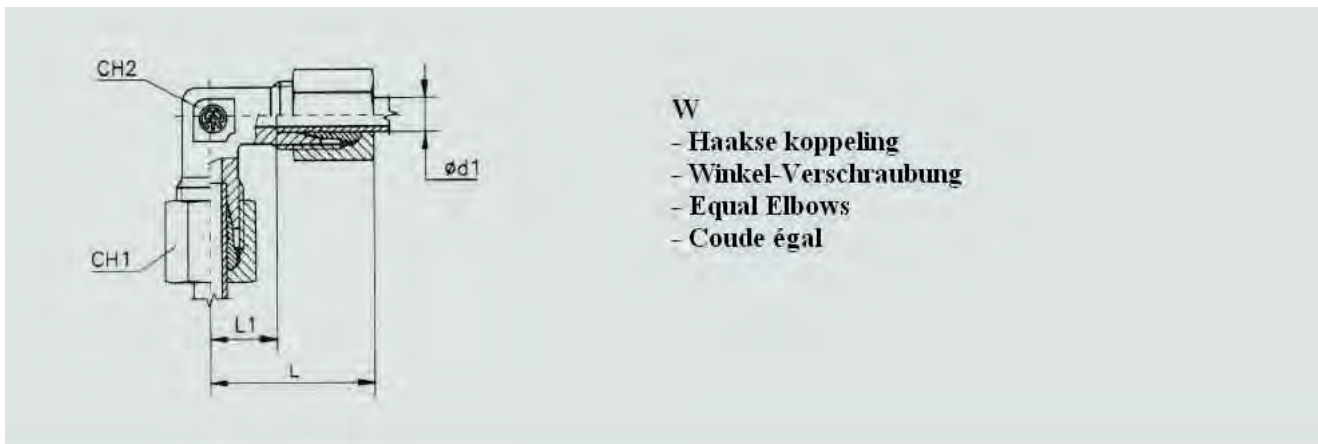 CH2
ød1
CH1
L1
L
W
- Haakse koppeling
- Winkel-Verschraubung
- Equal Elbows
- Coude égal